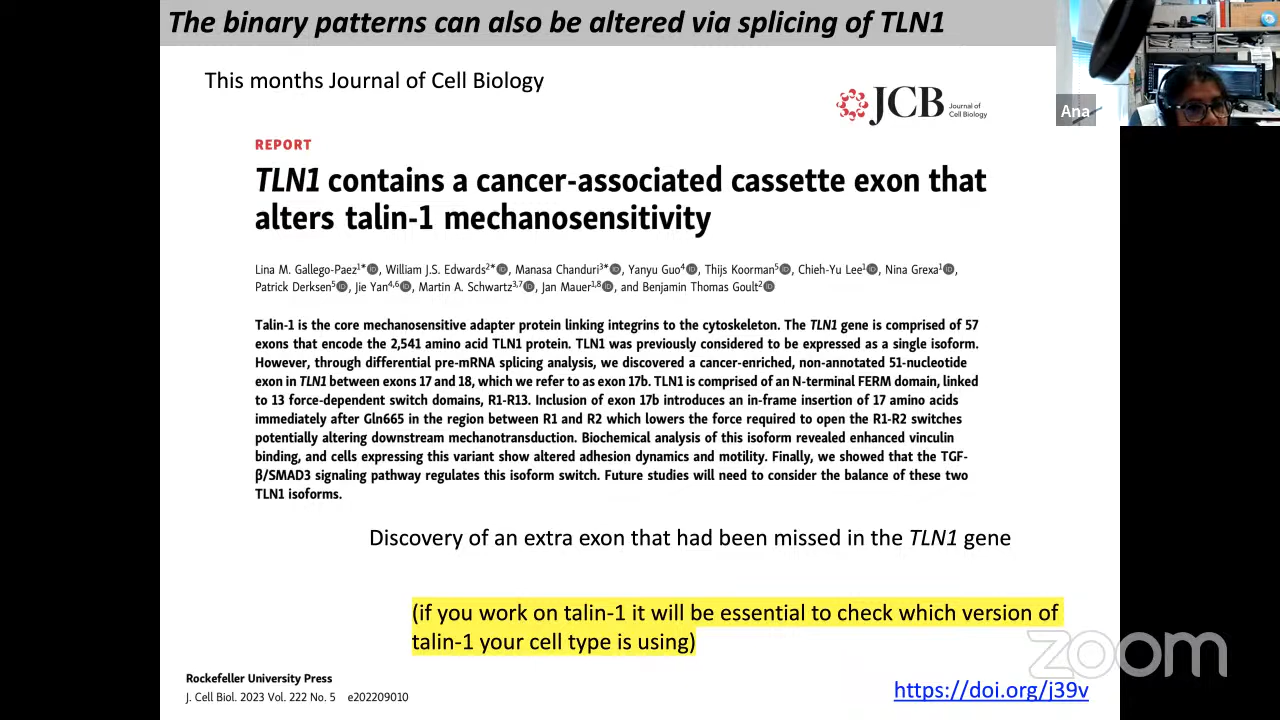 The binary patterns can also be altered via splicing of TLN1
This months Journal of Cell Biology
JCB Journal of
Cell Biology
Ana
REPORT
TLN1 contains a cancer-associated cassette exon that
alters talin-1 mechanosensitivity
Lina M. Gallego-Paez1*, William J.S. Edwards2*, Manasa Chanduri3*, Yanyu Guo4, Thijs Koorman5, Chieh-Yu Lee1, Nina Grexa1,
Patrick Derksen5, Jie Yan4,6, Martin A. Schwartz3,7, Jan Mauer1,8, and Benjamin Thomas Goult2
Talin-1 is the core mechanosensitive adapter protein linking integrins to the cytoskeleton. The TLN1 gene is comprised of 57
exons that encode the 2,541 amino acid TLN1 protein. TLN1 was previously considered to be expressed as a single isoform.
However, through differential pre-mRNA splicing analysis, we discovered a cancer-enriched, non-annotated 51-nucleotide
exon in TLN1 between exons 17 and 18, which we refer to as exon 17b. TLN1 is comprised of an N-terminal FERM domain, linked
to 13 force-dependent switch domains, R1-R13. Inclusion of exon 17b introduces an in-frame insertion of 17 amino acids
immediately after Gln665 in the region between R1 and R2 which lowers the force required to open the R1-R2 switches
potentially altering downstream mechanotransduction. Biochemical analysis of this isoform revealed enhanced vinculin
binding, and cells expressing this variant show altered adhesion dynamics and motility. Finally, we showed that the TGF-
β/SMAD3 signaling pathway regulates this isoform switch. Future studies will need to consider the balance of these two
TLN1 isoforms.
Discovery of an extra exon that had been missed in the TLN1 gene
(if you work on talin-1 it will be essential to check which version of
talin-1 your cell type is using)
zoom
Rockefeller University Press
J. Cell Biol. 2023 Vol. 222 No. 5 e202209010
https://doi.org/j39v